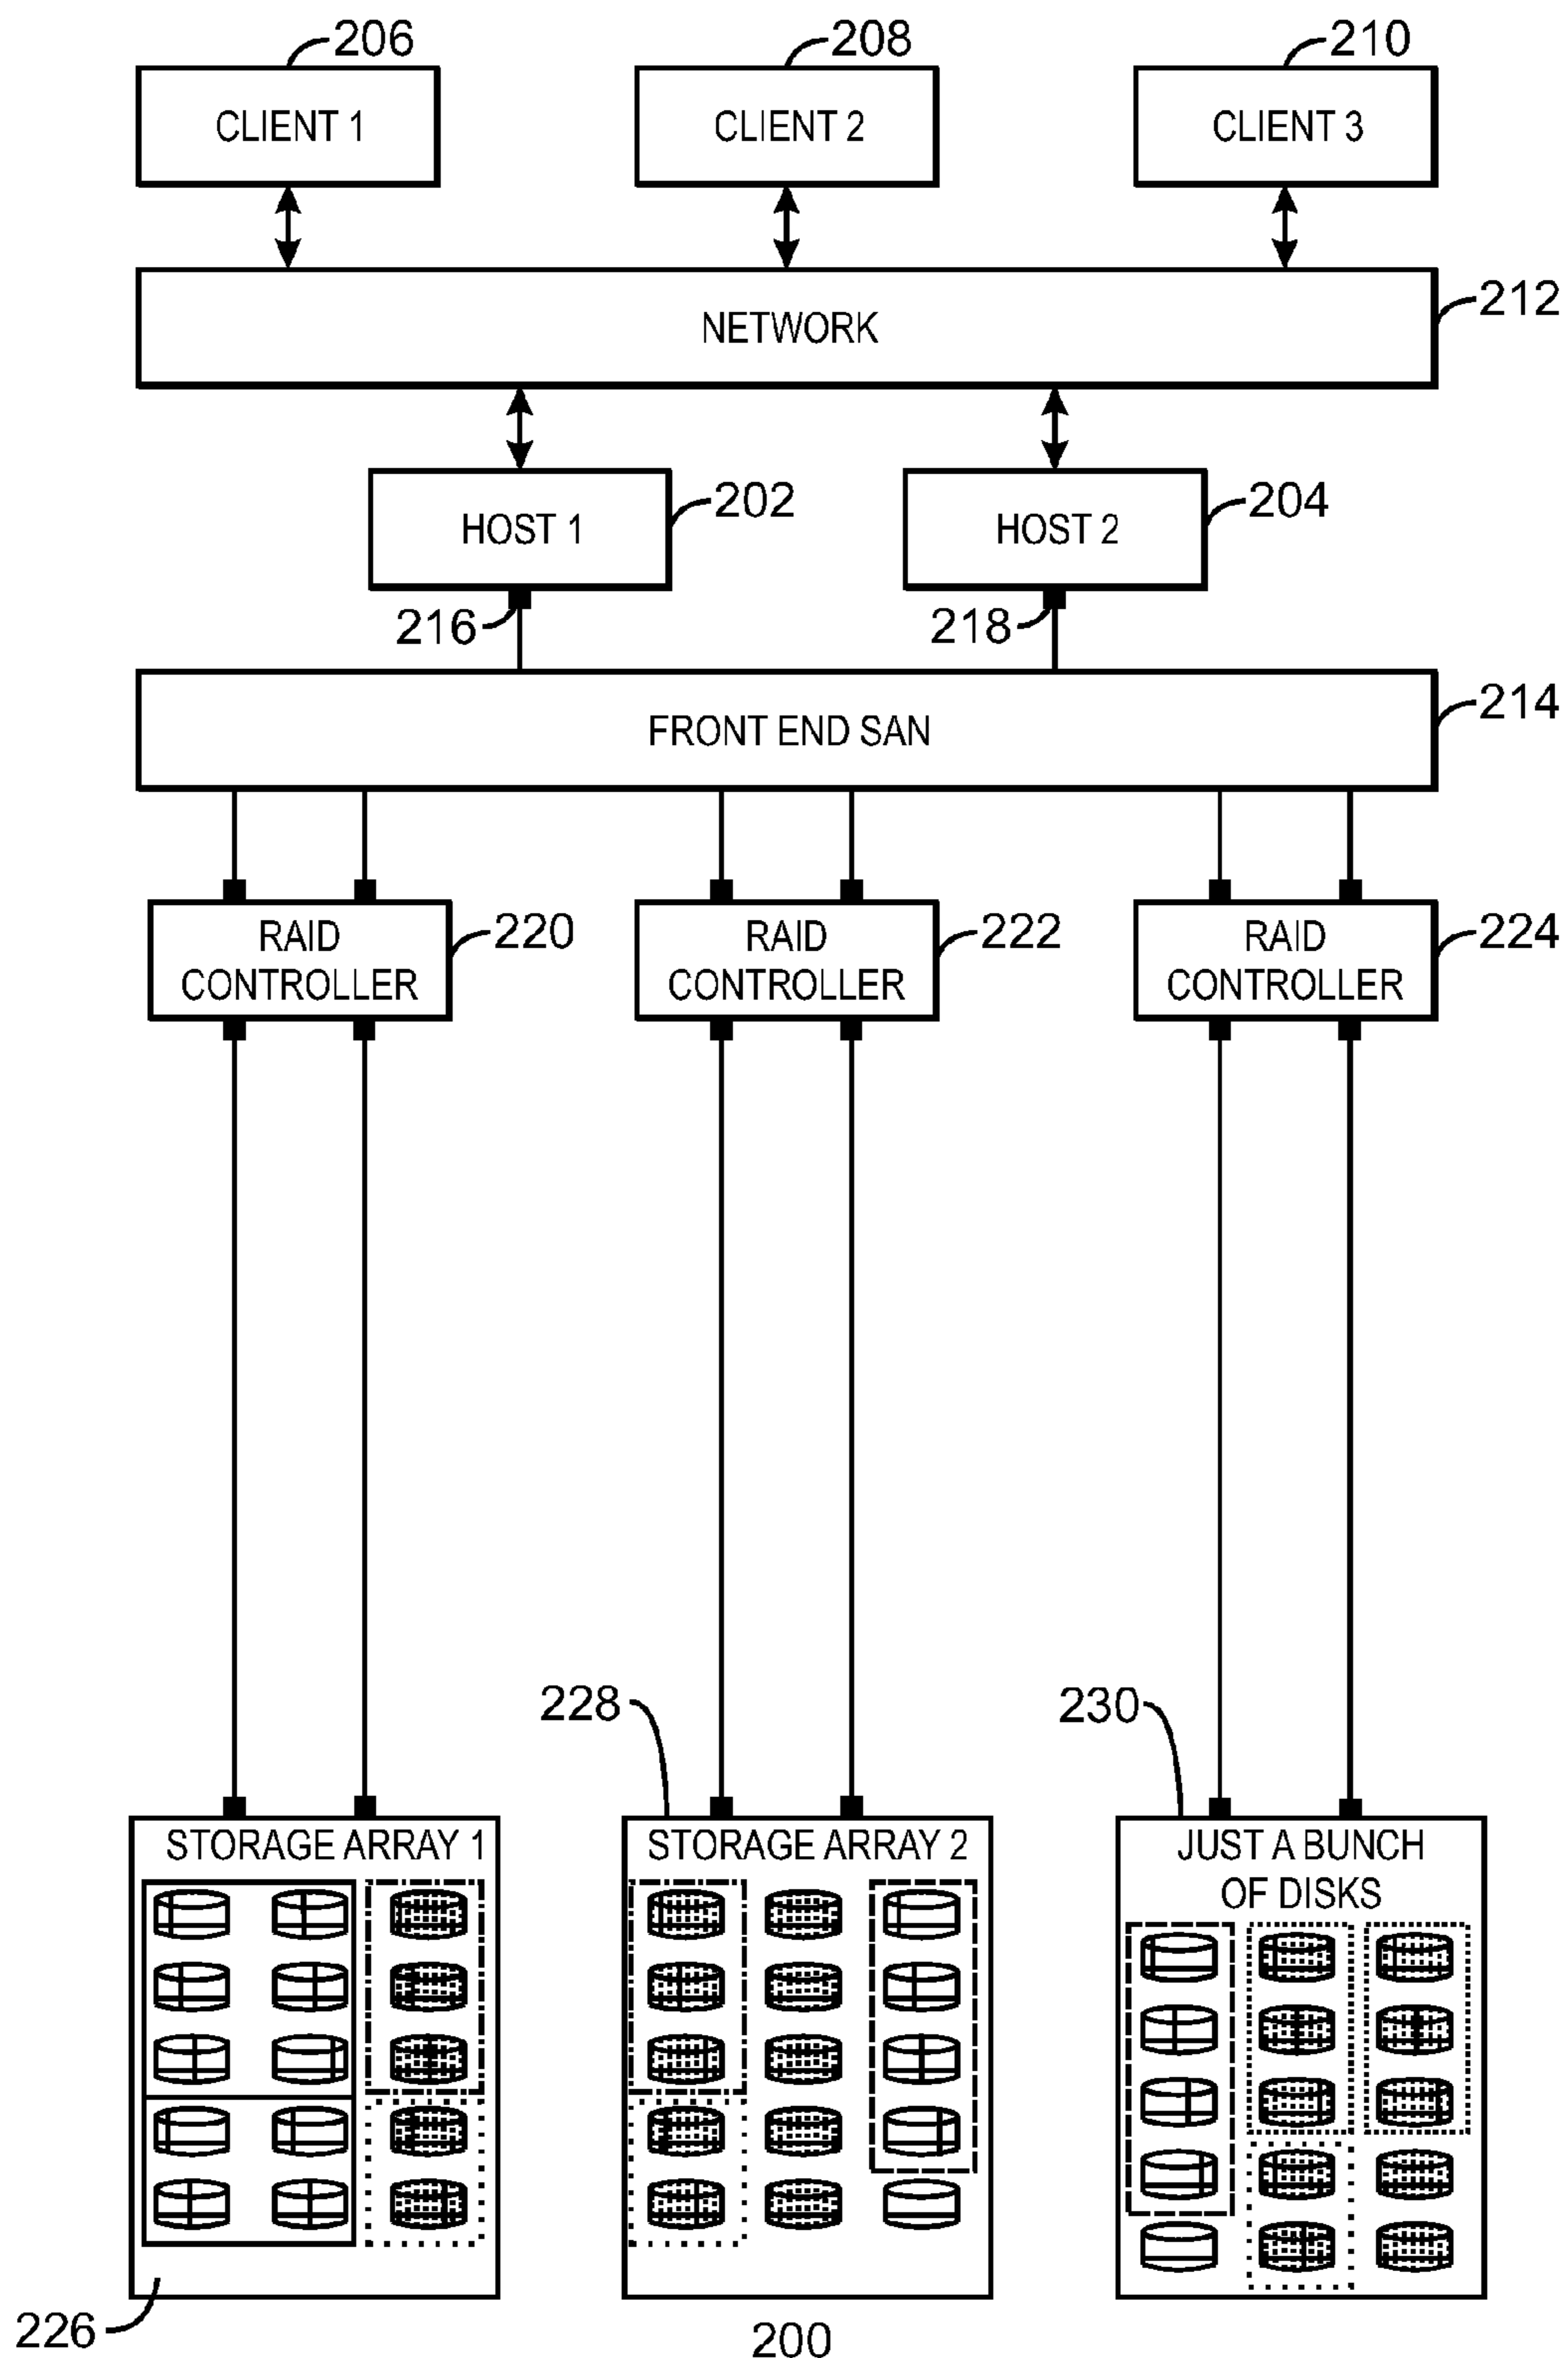 206
208
210
CLIENT 1
CLIENT 2
CLIENT 3
212
NETWORK
202
204
HOST 1
HOST 2
216
218
214
FRONT END SAN
RAID
CONTROLLER
220
RAID
CONTROLLER
222
RAID
CONTROLLER
224
228
230
STORAGE ARRAY 1
STORAGE ARRAY 2
JUST A BUNCH
OF DISKS
226
200